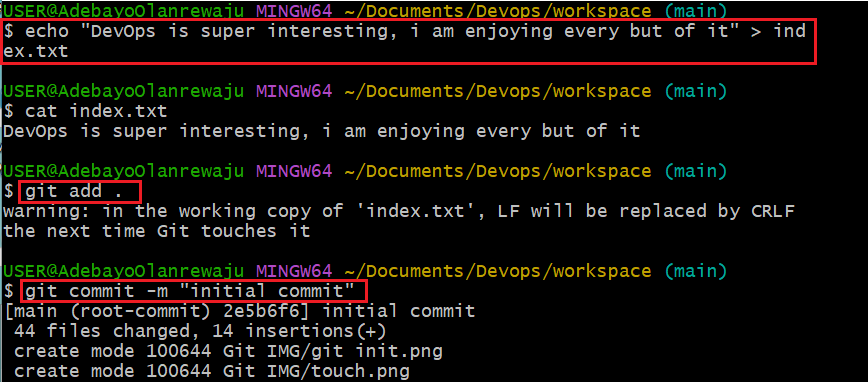 USER@AdebayoOlanrewaju MINGW64 ~/Documents/Devops/workspace (main)
$ echo "DevOps is super interesting, i am enjoying every but of it" > ind
ex.txt
USER@AdebayoOlanrewaju MINGW64 ~/Documents/Devops/workspace (main)
$ cat index.txt
DevOps is super interesting, i am enjoying every but of it
USER@AdebayoOlanrewaju MINGW64 ~/Documents/Devops/workspace (main)
$ git add .
warning: in the working copy of 'index.txt', LF will be replaced by CRLF
the next time Git touches it
USER@AdebayoOlanrewaju MINGW64 ~/Documents/Devops/workspace (main)
$ git commit -m "initial commit"
[main (root-commit) 2e5b6f6] initial commit
 44 files changed, 14 insertions(+)
 create mode 100644 Git IMG/git init.png
 create mode 100644 Git IMG/touch.png